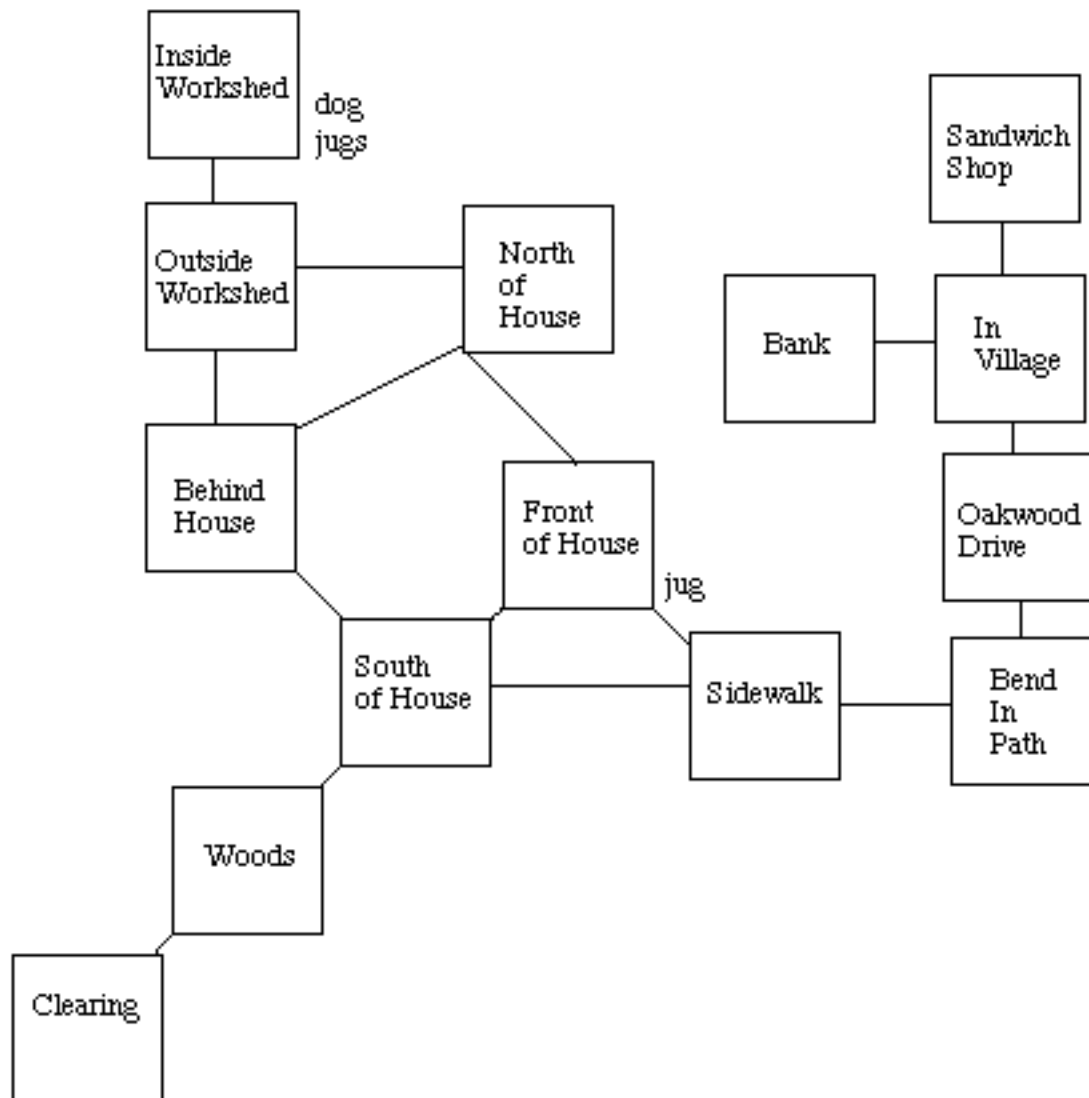 Inside
Workshed
dog
jugs
Sandwich
Shop
Outside
Workshed
North
of
House
Bank
In
Village
Behind
House
Front
of House
jug
Oakwood
Drive
South
of House
Sidewalk
Bend
In
Path
Woods
Clearing